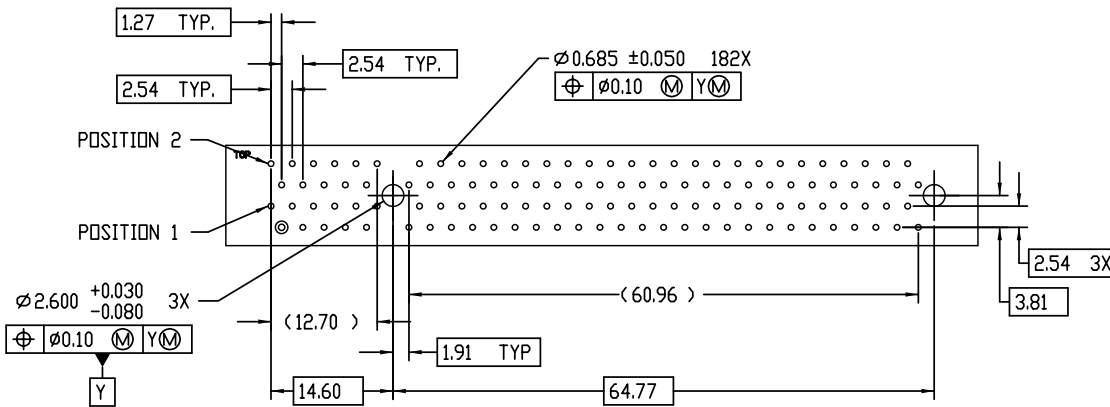 1.27 TYP.
2.54 TYP.
2.54 TYP.
Ø0.685 ±0.050 182X
⌖ Ø0.10 Ⓜ YⓂ
POSITION 2
TOP
POSITION 1
2.54 3X
3.81
Ø2.600 +0.030 -0.080 3X
⌖ Ø0.10 Ⓜ YⓂ
Y
(60.96)
(12.70 )
1.91 TYP
14.60
64.77